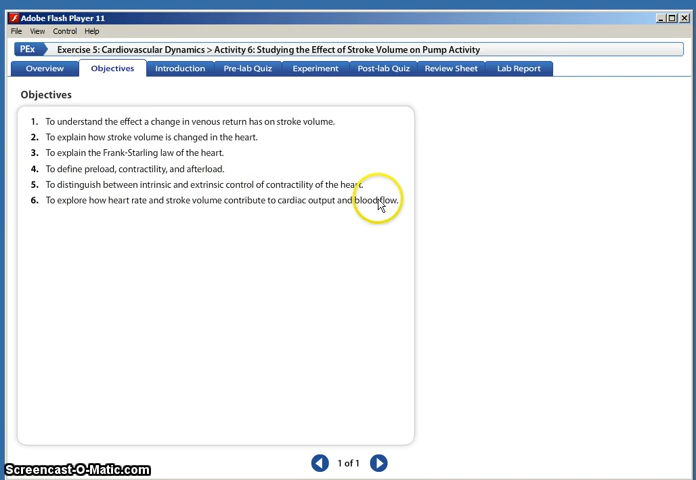 Adobe Flash Player 11
File View Control Help
PEx Exercise 5: Cardiovascular Dynamics > Activity 6: Studying the Effect of Stroke Volume on Pump Activity
Overview Objectives Introduction Pre-lab Quiz Experiment Post-lab Quiz Review Sheet Lab Report
Objectives
1. To understand the effect a change in venous return has on stroke volume.
2. To explain how stroke volume is changed in the heart.
3. To explain the Frank-Starling law of the heart.
4. To define preload, contractility, and afterload.
5. To distinguish between intrinsic and extrinsic control of contractility of the heart.
6. To explore how heart rate and stroke volume contribute to cardiac output and blood flow.
1 of 1
Screencast-O-Matic.com